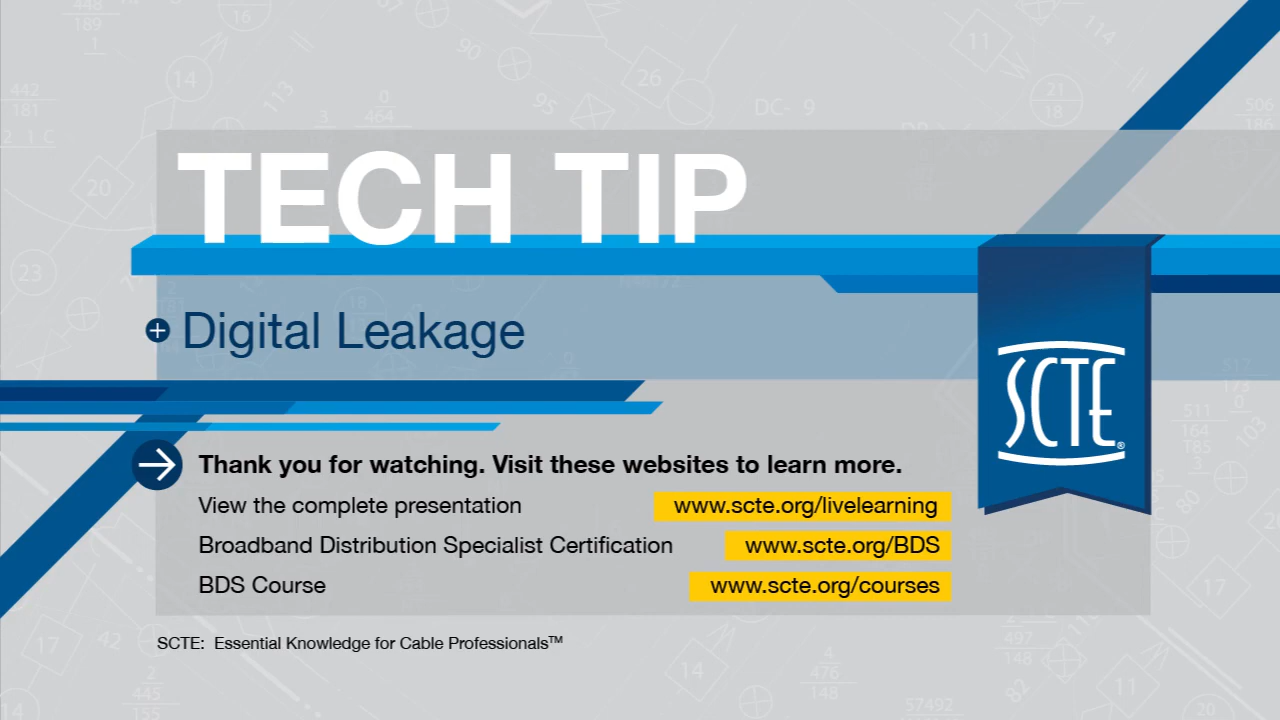 TECH TIP
Digital Leakage
SCTE®
Thank you for watching. Visit these websites to learn more.
View the complete presentation www.scte.org/livelearning
Broadband Distribution Specialist Certification www.scte.org/BDS
BDS Course www.scte.org/courses
SCTE: Essential Knowledge for Cable Professionals™